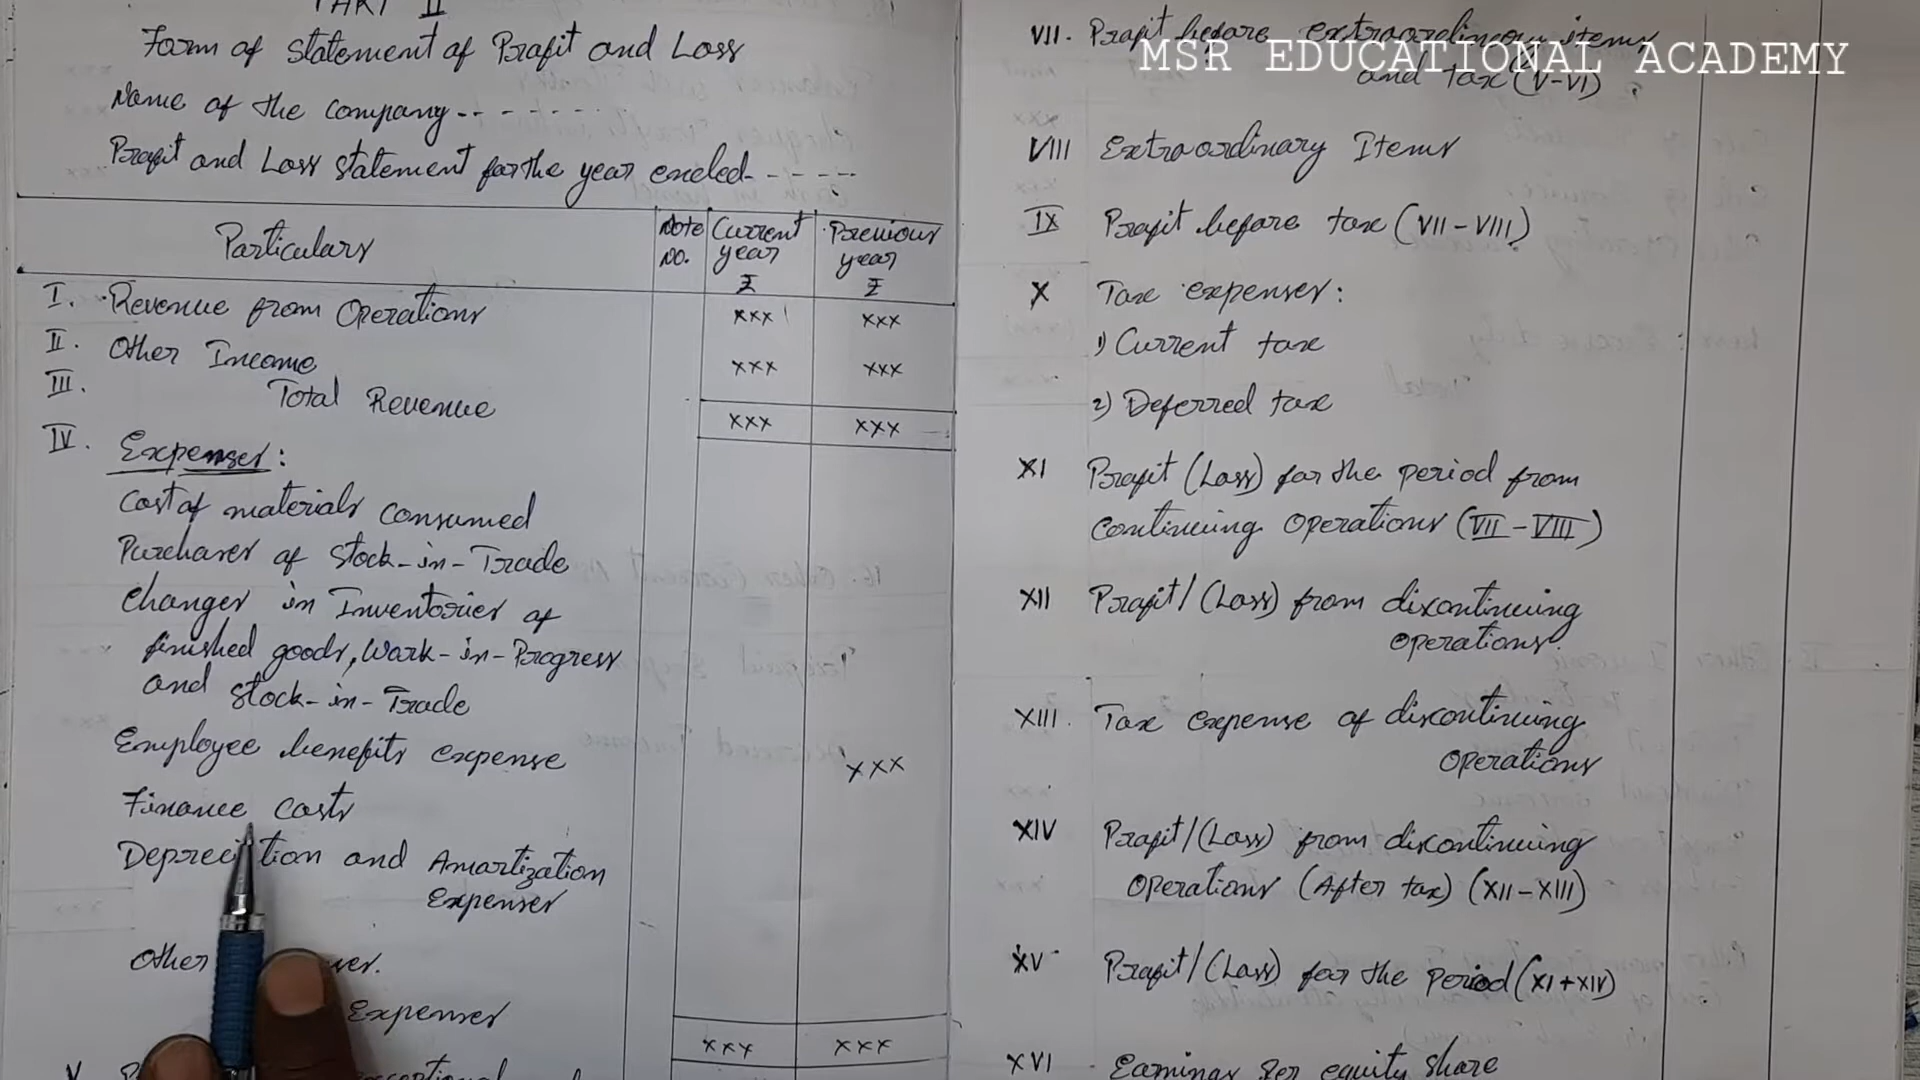 PART II
Form of Statement of Profit and Loss
Name of the Company - - - - - - -
Profit and Loss Statement for the year ended - - - - -
Particulars
Note No.
Current year ₹
Previous year ₹
I. Revenue from Operations xxx xxx
II. Other Income xxx xxx
III. Total Revenue xxx xxx
IV. Expenses:
Cost of materials consumed
Purchases of Stock-in-Trade
Changes in Inventories of
finished goods, Work-in-Progress
and Stock-in-Trade
Employee benefits expense xxx
Finance Costs
Depreciation and Amortization
Expenses
Other
Expenses
xxx xxx
V
VII. Profit before extraordinary items
and tax (V-VI)
VIII Extraordinary Items
IX Profit before tax (VII-VIII)
X Tax expenses:
1) Current tax
2) Deferred tax
XI Profit (Loss) for the period from
Continuing Operations (VII-VIII)
XII Profit/(Loss) from discontinuing
Operations.
XIII. Tax expense of discontinuing
Operations
XIV Profit/(Loss) from discontinuing
Operations (After tax) (XII-XIII)
XV Profit/(Loss) for the period (XI+XIV)
XVI Earnings per equity share
MSR EDUCATIONAL ACADEMY